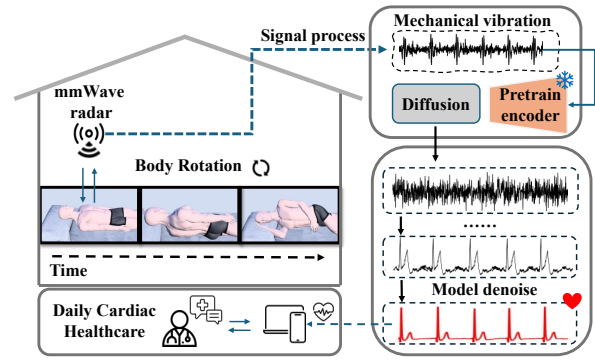 Signal process
Mechanical vibration
mmWave
radar
Diffusion
Pretrain
encoder
Body Rotation
Time
......
Model denoise
Daily Cardiac
Healthcare